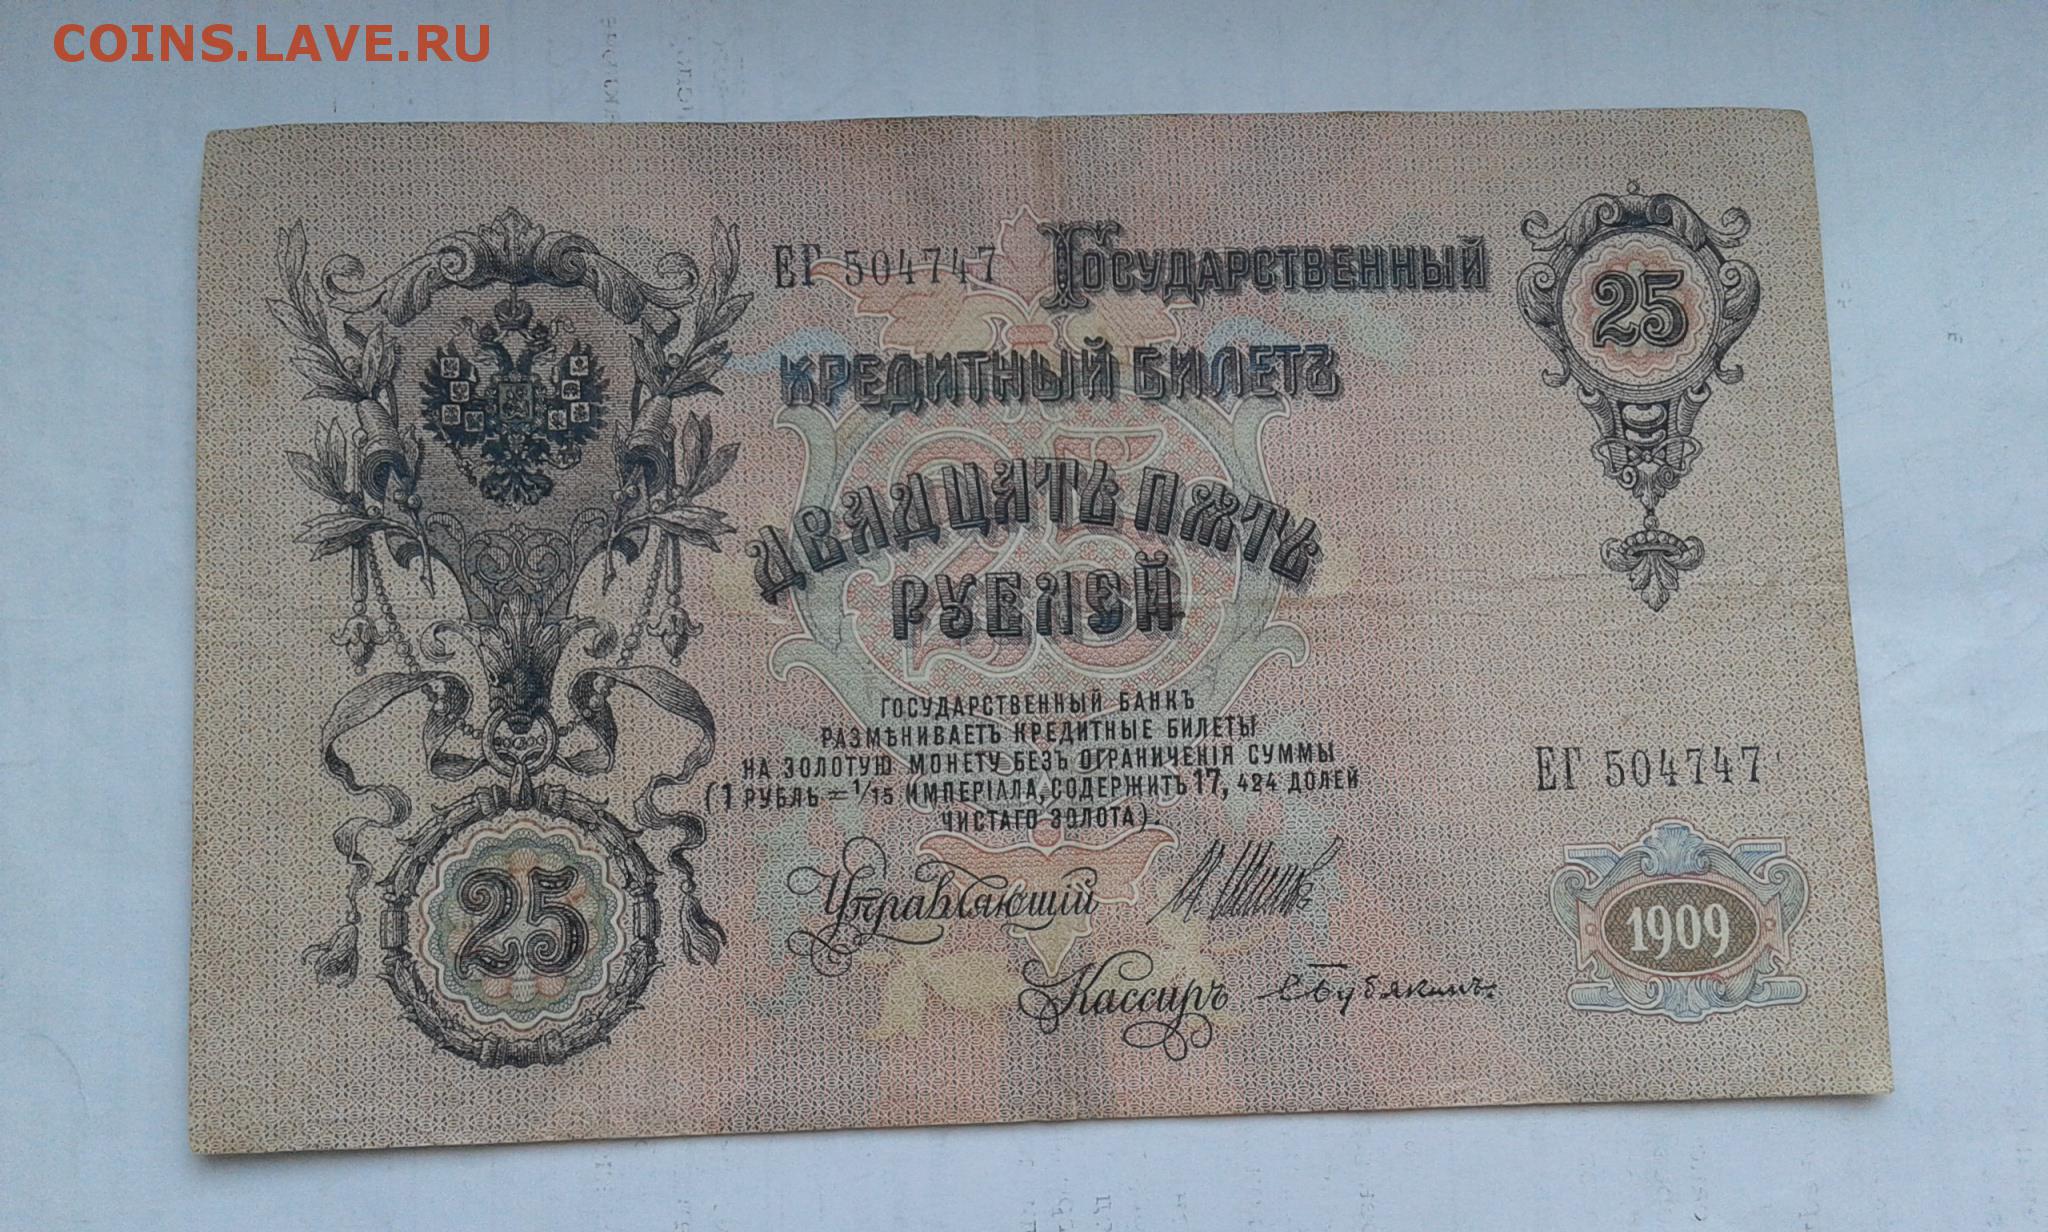 COINS.LAVE.RU
ЕГ 504747 Государственный
25
кредитный билетъ
двадцать пять
рублей
государственный банкъ
размѣниваетъ кредитные билеты
на золотую монету безъ ограниченія суммы
(1 рубль = 1/15 имперіала, содержитъ 17, 424 долей
чистаго золота).
ЕГ 504747
25
Управляющій
1909
Кассиръ